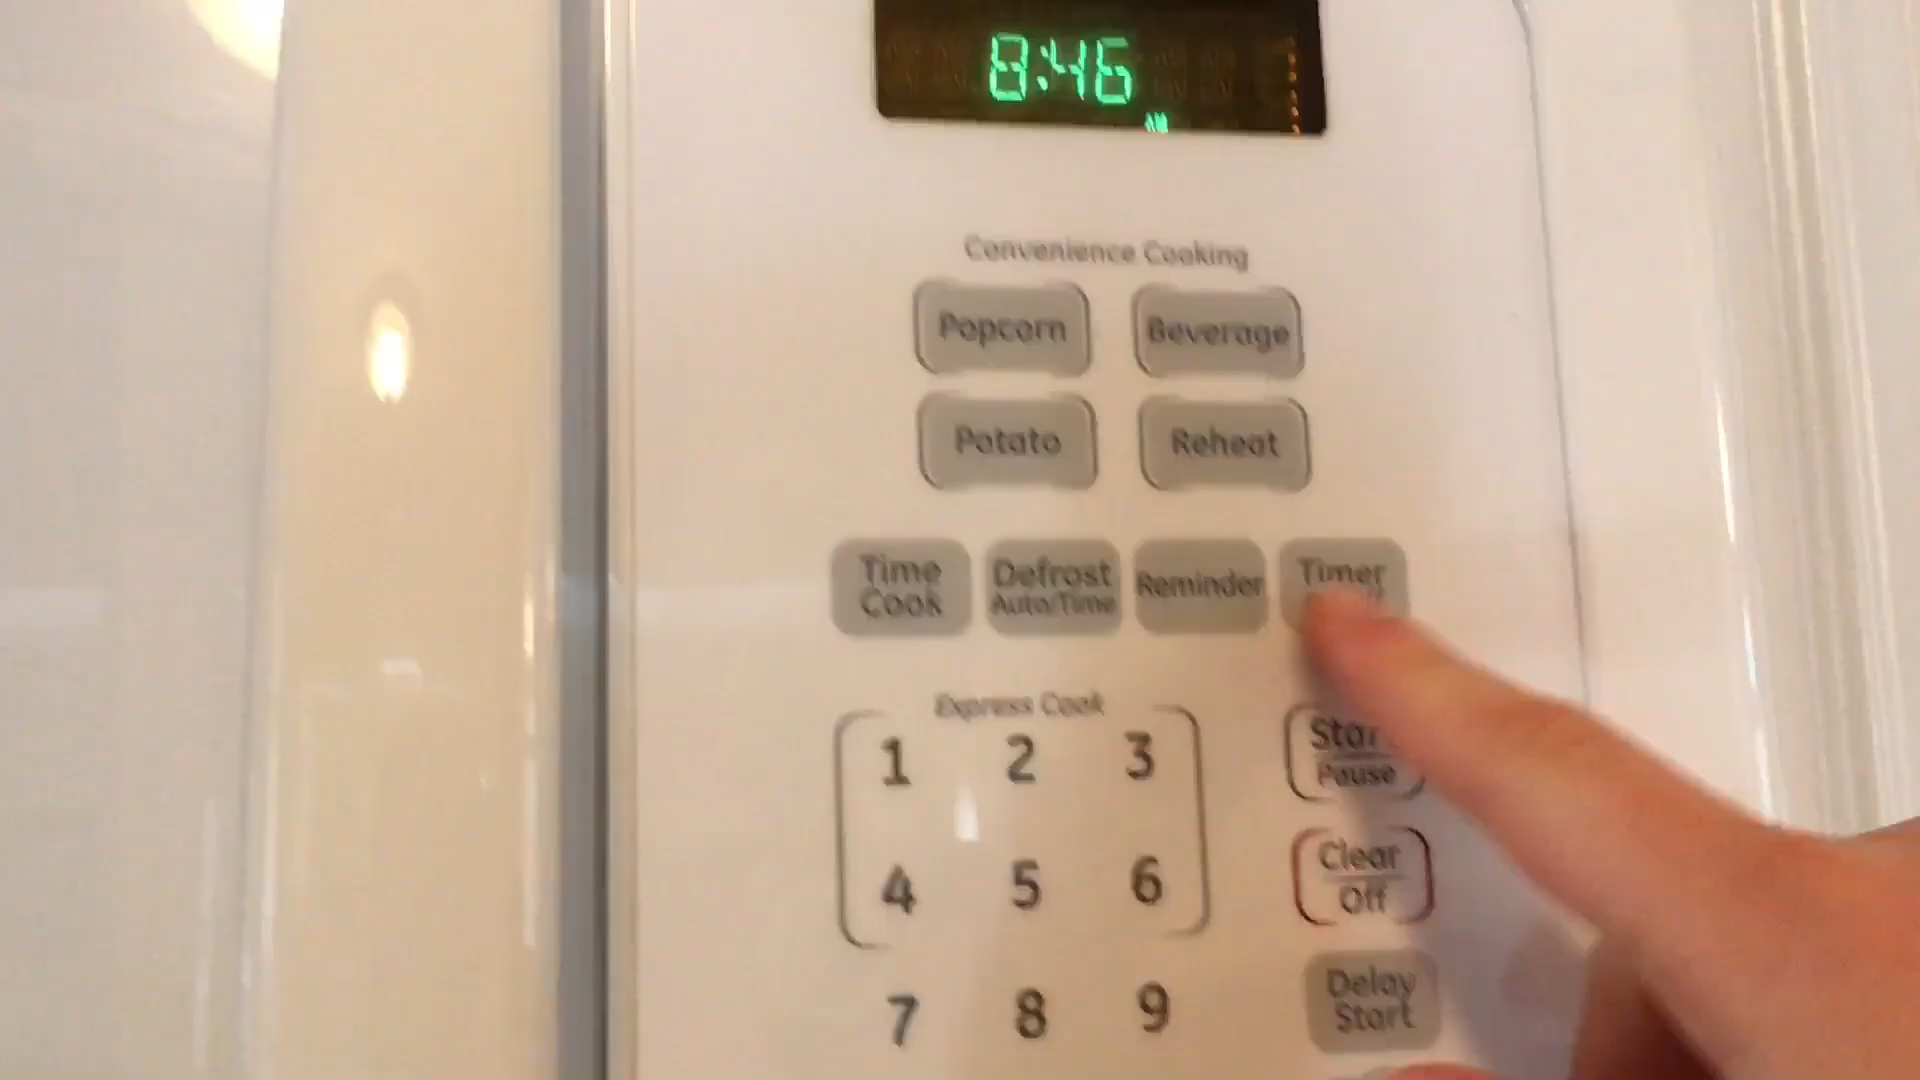 8:46
AM
Convenience Cooking
Popcorn
Beverage
Potato
Reheat
Time
Cook
Defrost
Auto/Time
Reminder
Timer
Express Cook
1 2 3
Start
Pause
4 5 6
Clear
Off
7 8 9
Delay
Start